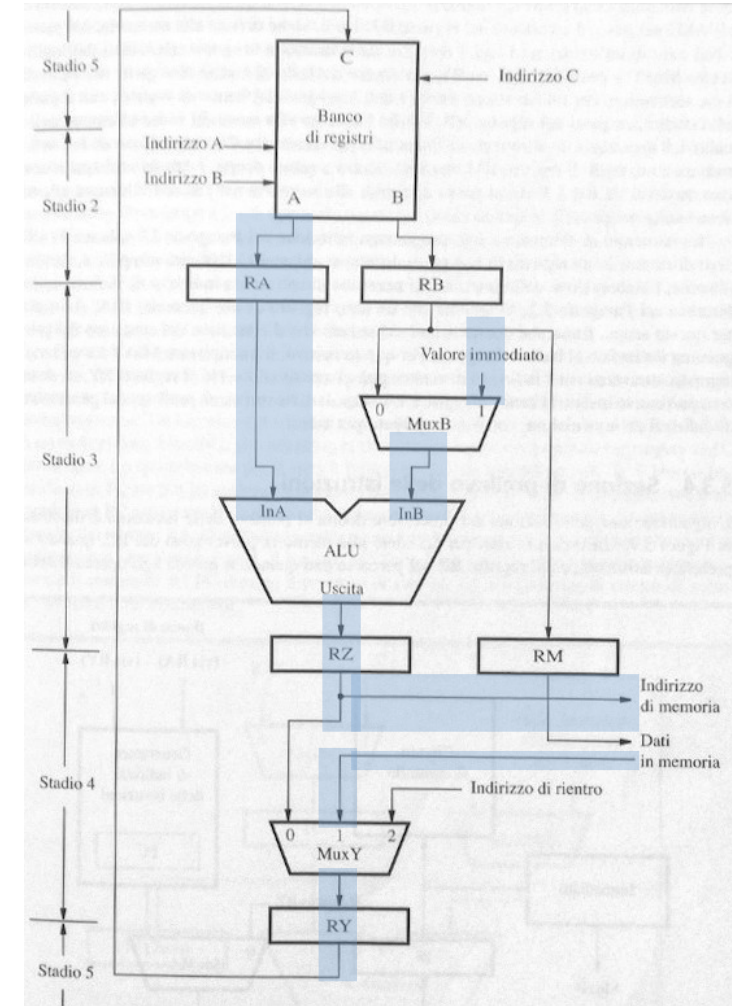 Stadio 5
C
Indirizzo C
Banco
di registri
Indirizzo A
Indirizzo B
Stadio 2
A
B
RA
RB
Valore immediato
0
1
MuxB
Stadio 3
InA
InB
ALU
Uscita
RZ
RM
Indirizzo
di memoria
Dati
in memoria
Stadio 4
Indirizzo di rientro
0
1
2
MuxY
RY
Stadio 5